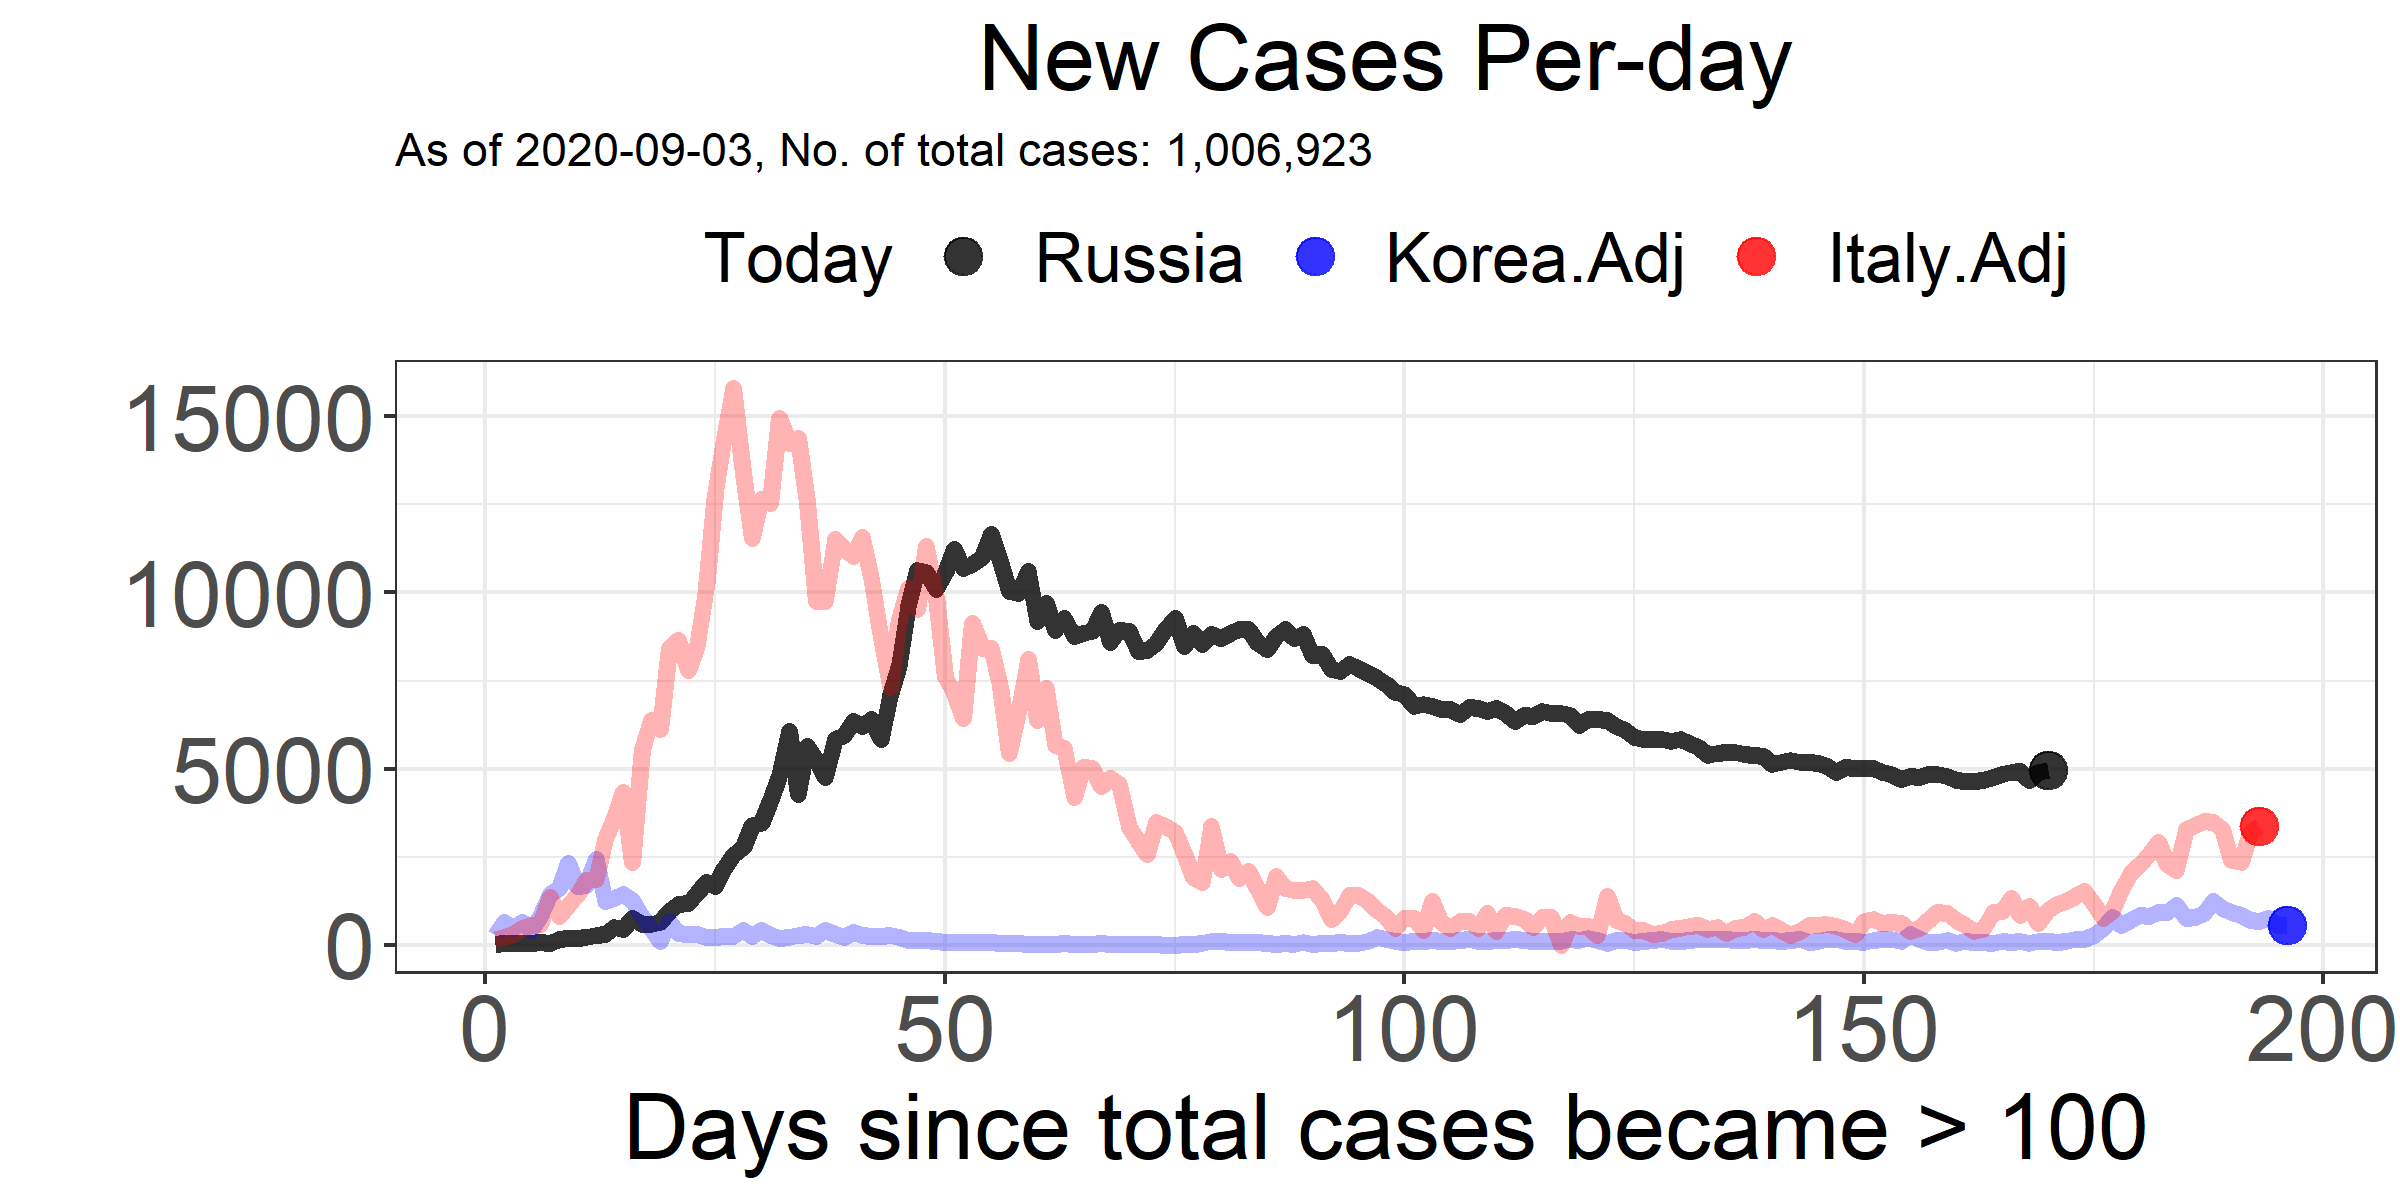 New Cases Per-day
As of 2020-09-03, No. of total cases: 1,006,923
Today Russia Korea.Adj Italy.Adj
15000
10000
5000
0
0 50 100 150 200
Days since total cases became > 100